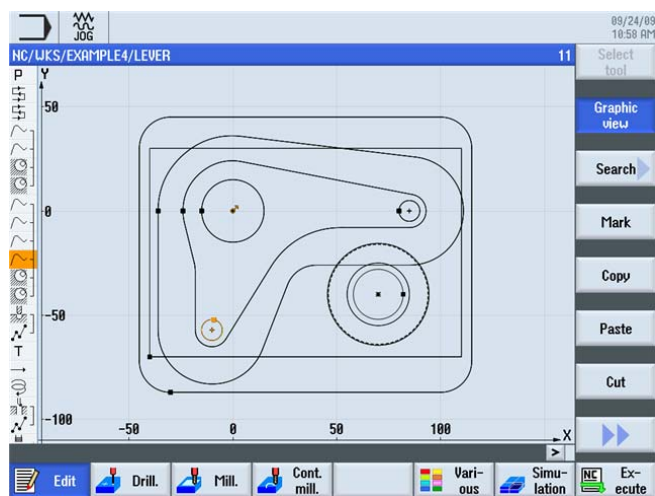 JOG
09/24/09
10:58 AM
NC/WKS/EXAMPLE4/LEVER
11
Select
tool
P
Y
50
Graphic
view
Search
0
Mark
Copy
-50
Paste
T
Cut
-100
-50
0
50
100
X
>
Edit
Drill.
Mill.
Cont.
mill.
Vari-
ous
Simu-
lation
NC
Ex-
ecute